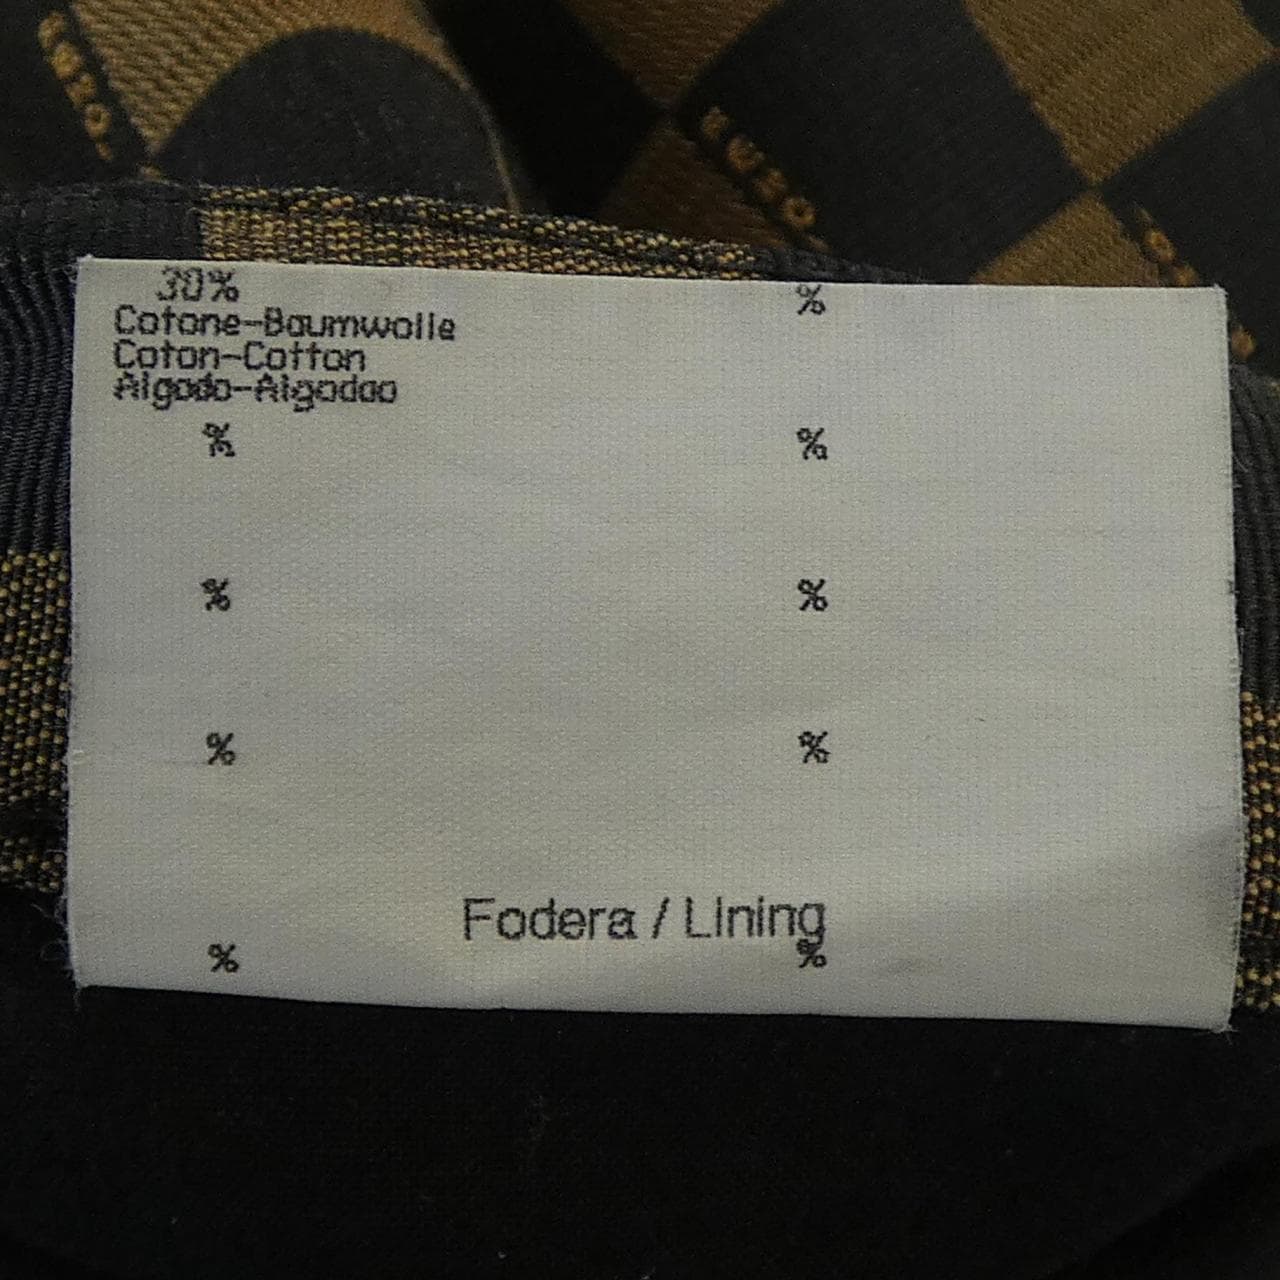 30% %
Cotone-Baumwolle
Coton-Cotton
Algodo-Algodao
% %
% %
% %
Fodera / Lining
% %